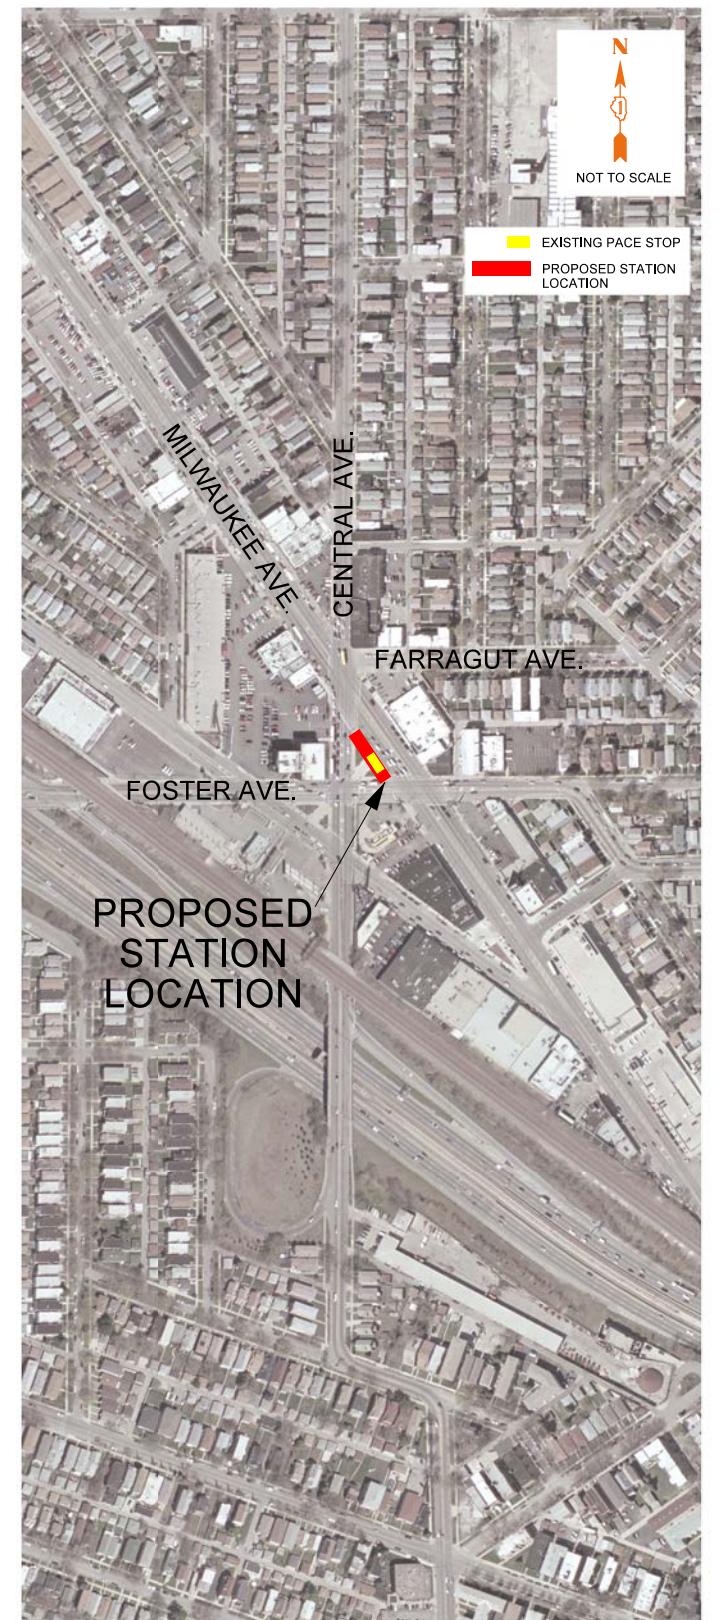 N
1
NOT TO SCALE
EXISTING PACE STOP
PROPOSED STATION
LOCATION
MILWAUKEE AVE.
CENTRAL AVE.
FARRAGUT AVE.
FOSTER AVE.
PROPOSED
STATION
LOCATION